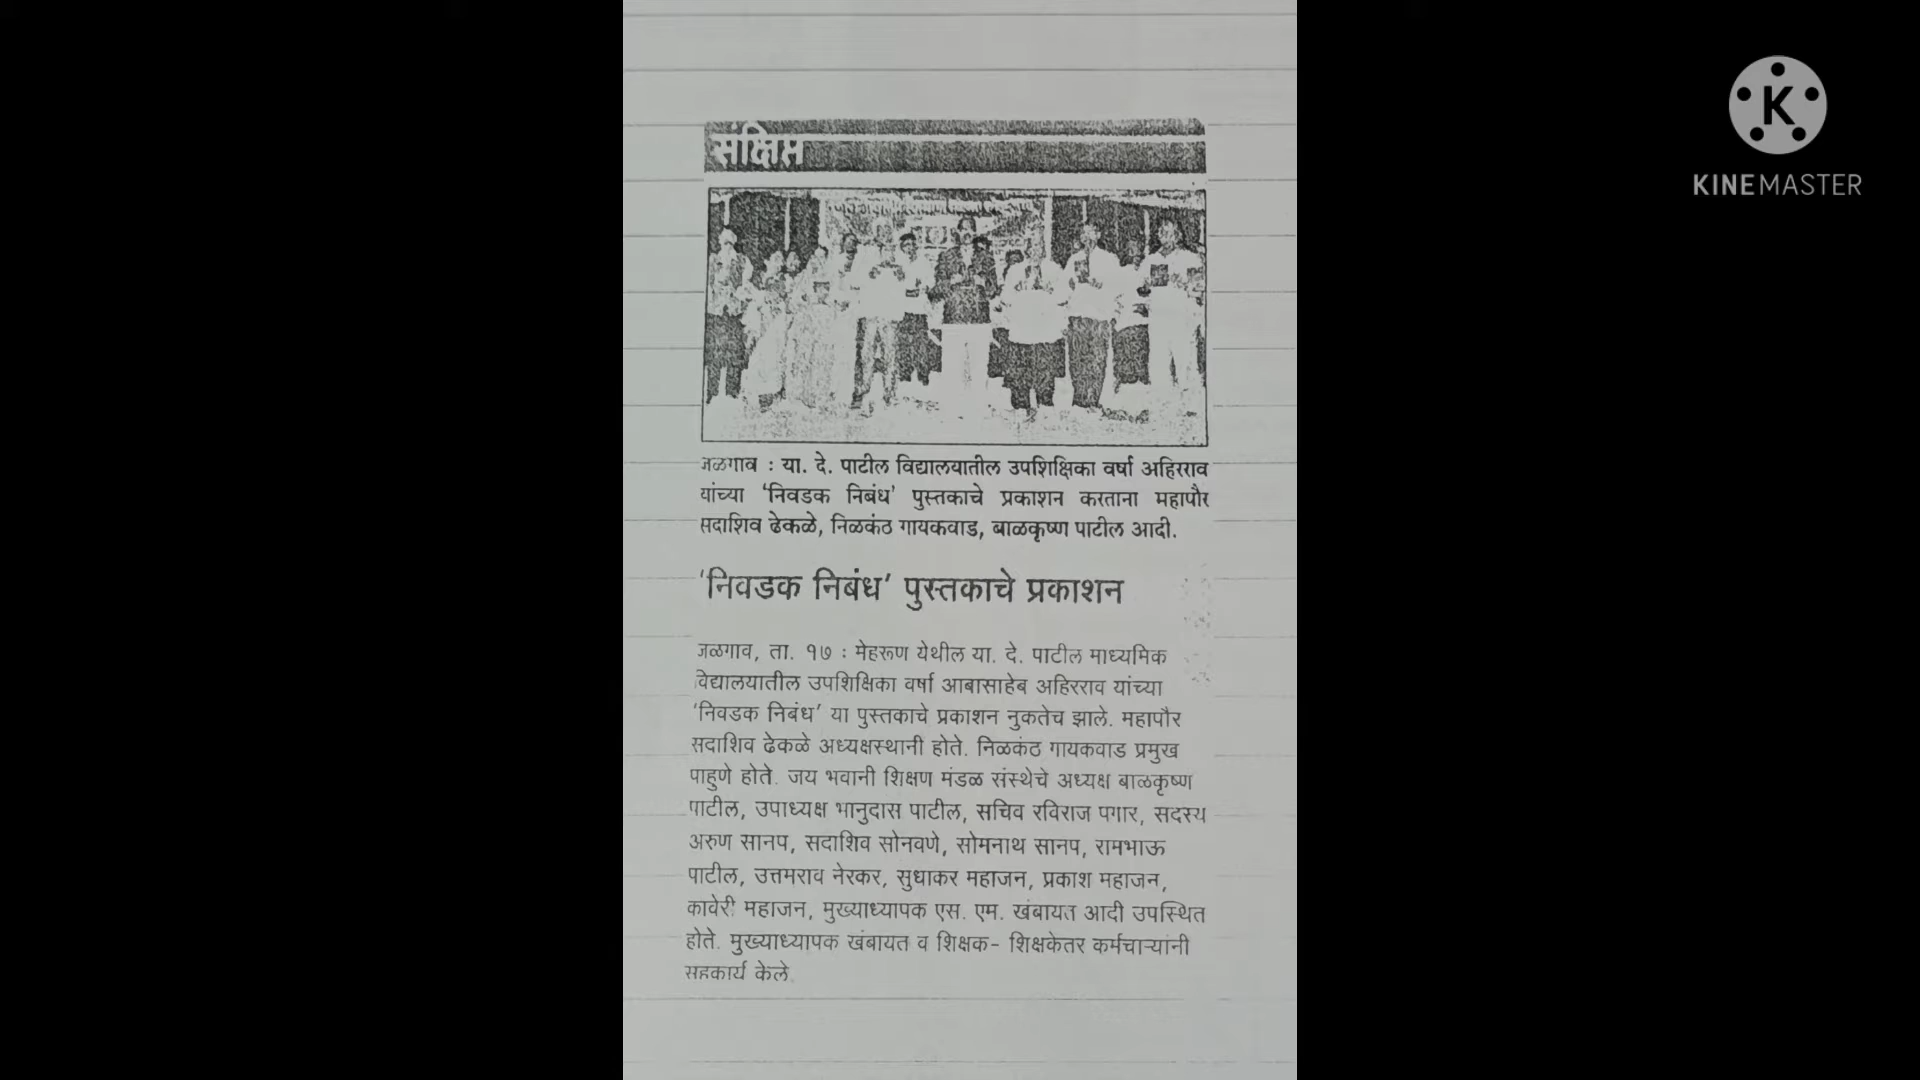 संक्षिप्त
जळगाव : या. दे. पाटील विद्यालयातील उपशिक्षिका वर्षा अहिरराव
यांच्या 'निवडक निबंध' पुस्तकाचे प्रकाशन करताना महापौर
सदाशिव ढेकळे, निळकंठ गायकवाड, बाळकृष्ण पाटील आदी.
'निवडक निबंध' पुस्तकाचे प्रकाशन
जळगाव, ता. १७ : मेहरूण येथील या. दे. पाटील माध्यमिक
विद्यालयातील उपशिक्षिका वर्षा आबासाहेब अहिरराव यांच्या
'निवडक निबंध' या पुस्तकाचे प्रकाशन नुकतेच झाले. महापौर
सदाशिव ढेकळे अध्यक्षस्थानी होते. निळकंठ गायकवाड प्रमुख
पाहुणे होते. जय भवानी शिक्षण मंडळ संस्थेचे अध्यक्ष बाळकृष्ण
पाटील, उपाध्यक्ष भानुदास पाटील, सचिव रविराज पगार, सदस्य
अरुण सानप, सदाशिव सोनवणे, सोमनाथ सानप, रामभाऊ
पाटील, उत्तमराव नेरकर, सुधाकर महाजन, प्रकाश महाजन,
कावेरी महाजन, मुख्याध्यापक एस. एम. खंबायत आदी उपस्थित
होते. मुख्याध्यापक खंबायत व शिक्षक- शिक्षकेतर कर्मचाऱ्यांनी
सहकार्य केले.
KINEMASTER